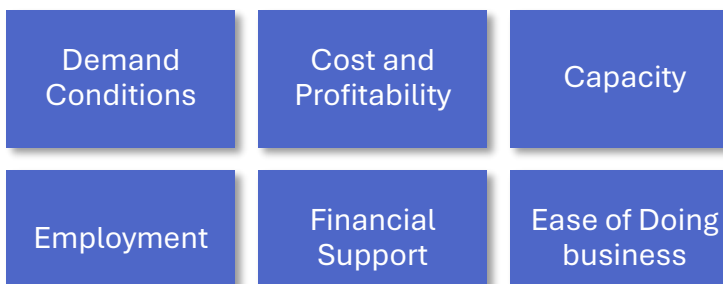 Demand
Conditions
Cost and
Profitability
Capacity
Employment
Financial
Support
Ease of Doing
business